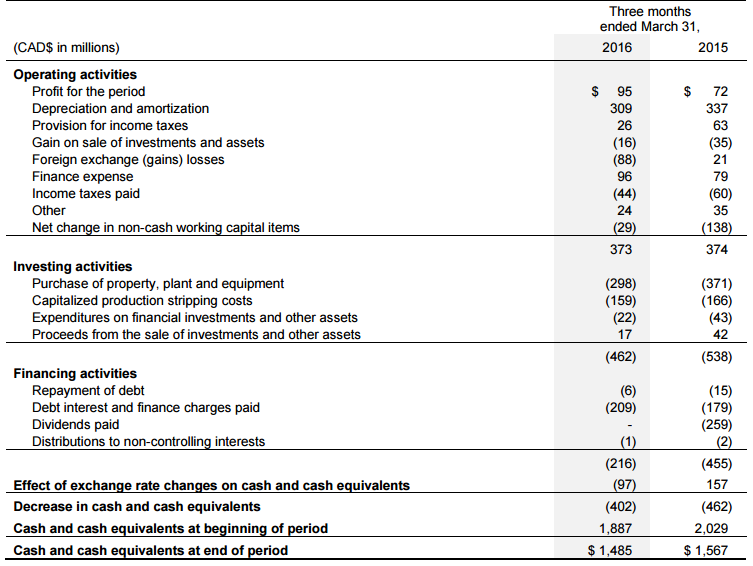 Three months
ended March 31,
(CAD$ in millions) 2016 2015
Operating activities
Profit for the period $ 95 $ 72
Depreciation and amortization 309 337
Provision for income taxes 26 63
Gain on sale of investments and assets (16) (35)
Foreign exchange (gains) losses (88) 21
Finance expense 96 79
Income taxes paid (44) (60)
Other 24 35
Net change in non-cash working capital items (29) (138)
373 374
Investing activities
Purchase of property, plant and equipment (298) (371)
Capitalized production stripping costs (159) (166)
Expenditures on financial investments and other assets (22) (43)
Proceeds from the sale of investments and other assets 17 42
(462) (538)
Financing activities
Repayment of debt (6) (15)
Debt interest and finance charges paid (209) (179)
Dividends paid - (259)
Distributions to non-controlling interests (1) (2)
(216) (455)
Effect of exchange rate changes on cash and cash equivalents (97) 157
Decrease in cash and cash equivalents (402) (462)
Cash and cash equivalents at beginning of period 1,887 2,029
Cash and cash equivalents at end of period $ 1,485 $ 1,567